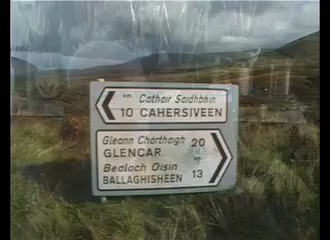 km Cathair Saidhbhín
10 CAHERSIVEEN
Gleann Chárthaigh 20
GLENCAR
Bealach Oisín 13
BALLAGHISHEEN